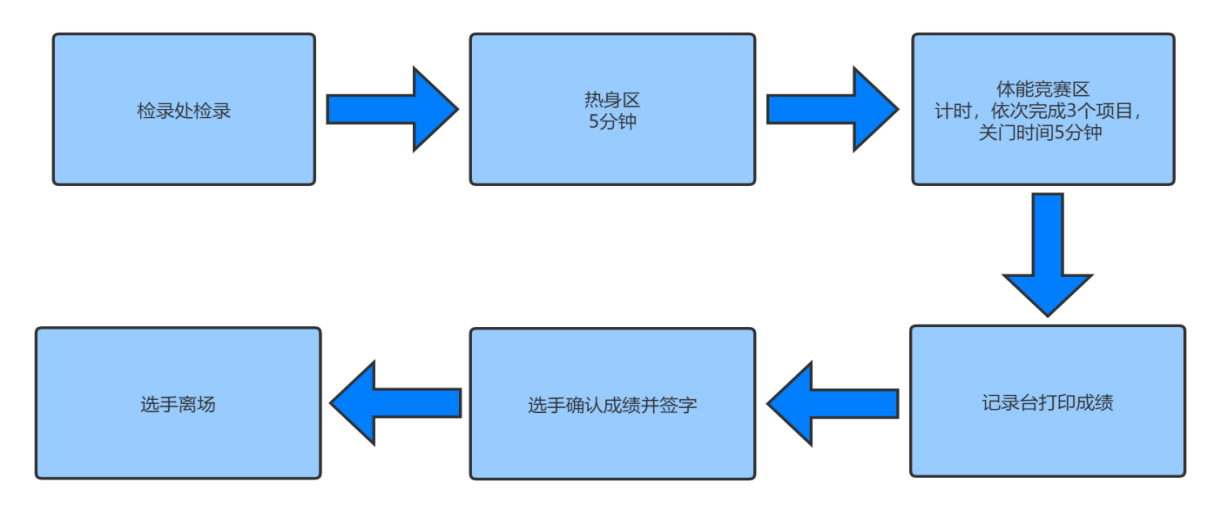 检录处检录
热身区
5分钟
体能竞赛区
计时，依次完成3个项目，
关门时间5分钟
记录台打印成绩
选手确认成绩并签字
选手离场